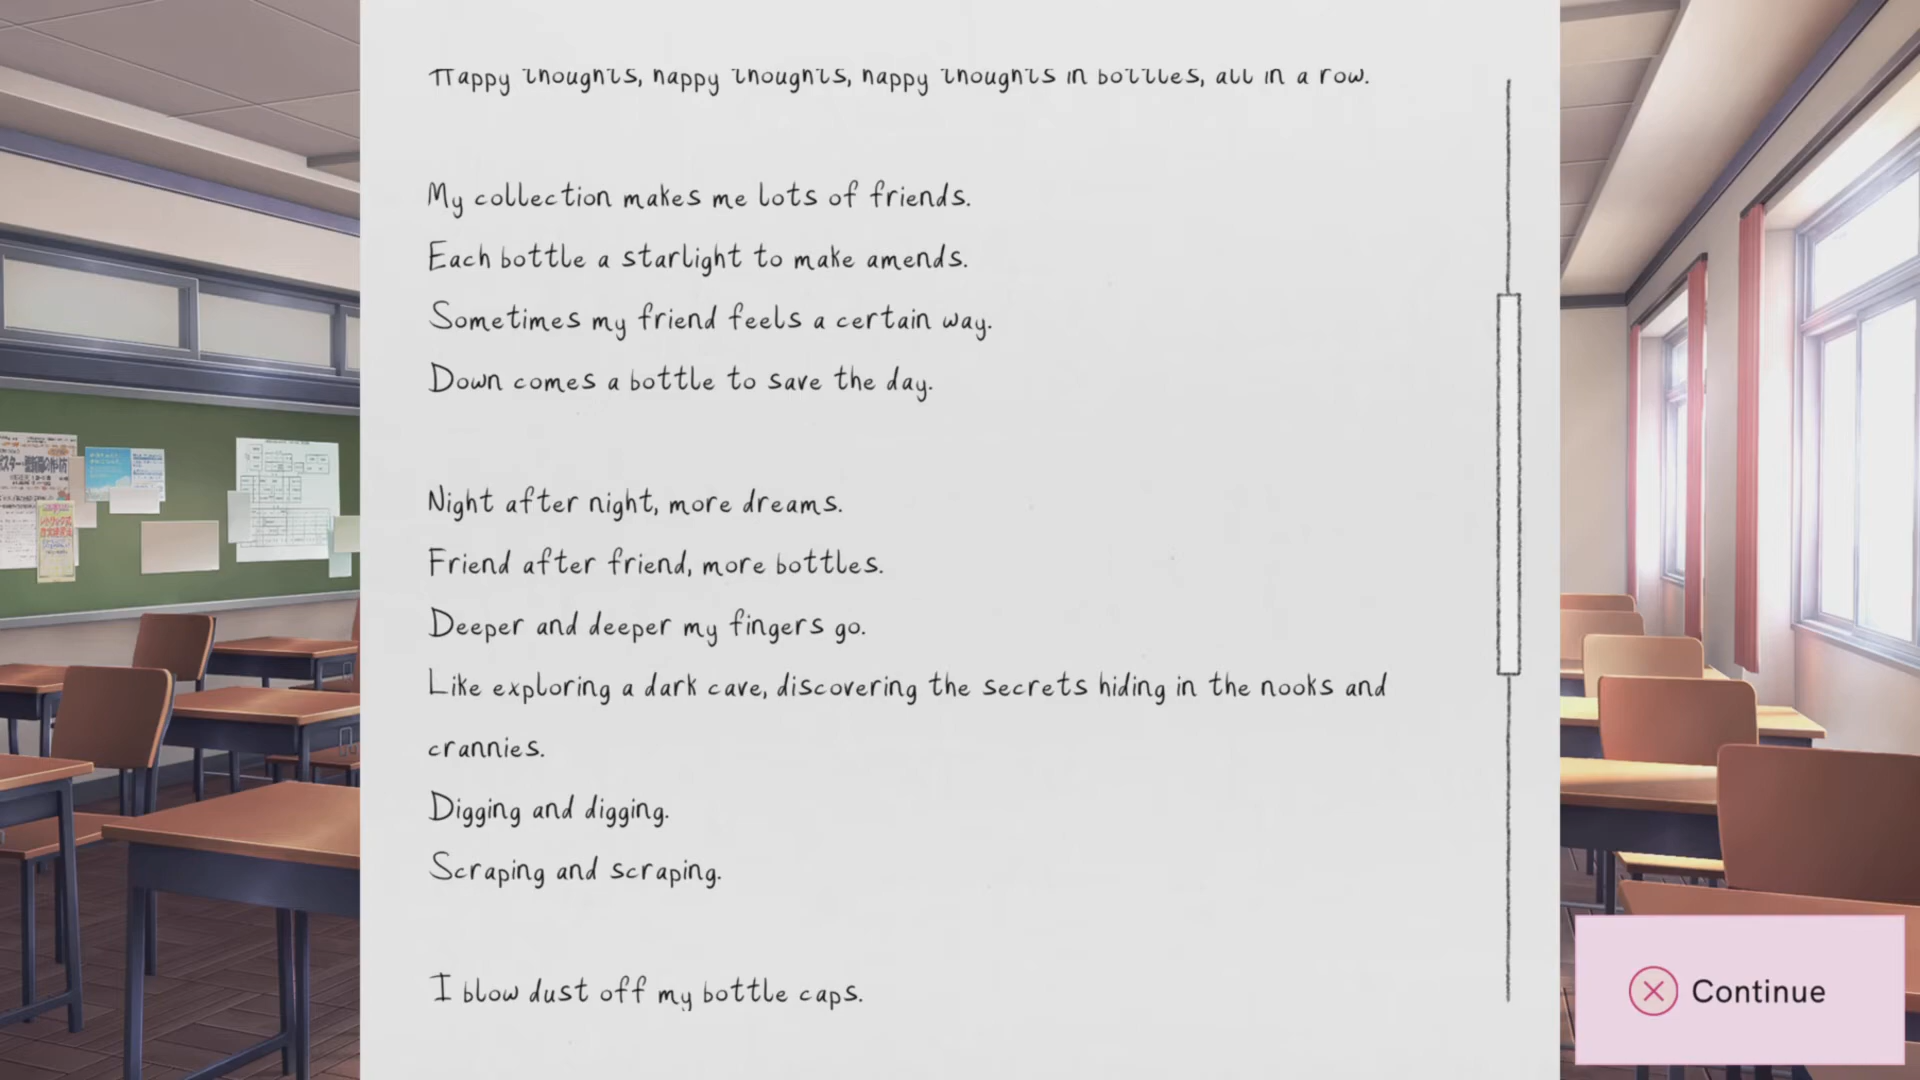 Happy thoughts, happy thoughts, happy thoughts in bottles, all in a row.
My collection makes me lots of friends.
Each bottle a starlight to make amends.
Sometimes my friend feels a certain way.
Down comes a bottle to save the day.
Night after night, more dreams.
Friend after friend, more bottles.
Deeper and deeper my fingers go.
Like exploring a dark cave, discovering the secrets hiding in the nooks and
crannies.
Digging and digging.
Scraping and scraping.
I blow dust off my bottle caps.
Continue